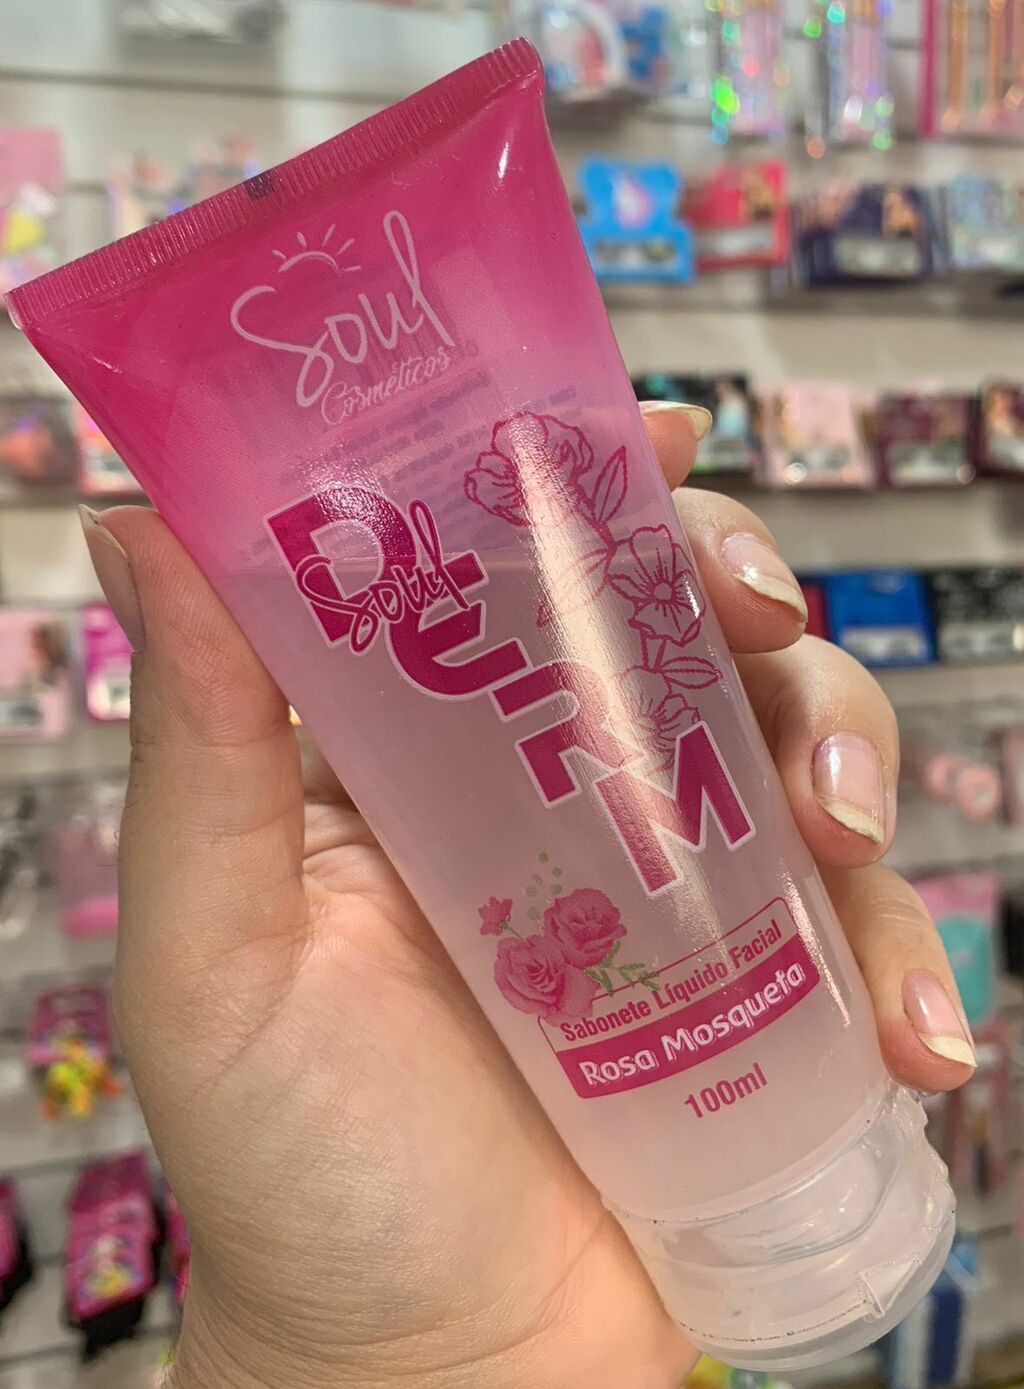 Soul
Cosméticos
DERM
Soul
Sabonete Líquido Facial
Rosa Mosqueta
100ml